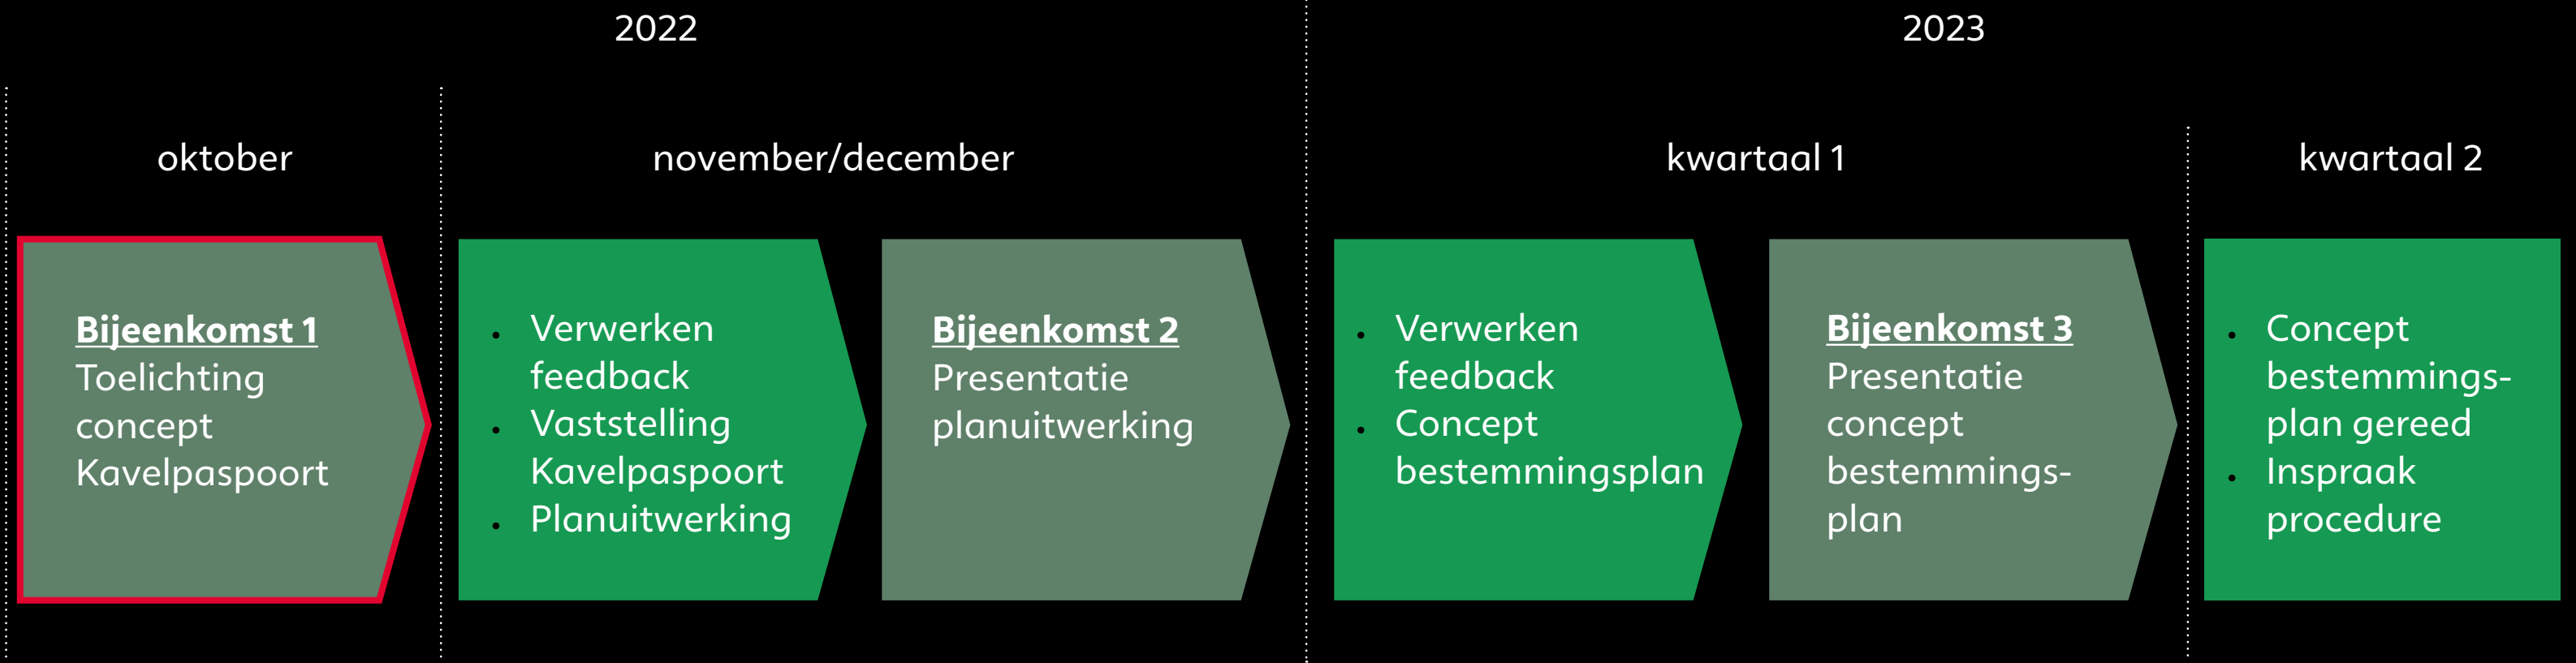 2022
2023
oktober
november/december
kwartaal 1
kwartaal 2
Bijeenkomst 1
Toelichting
concept
Kavelpaspoort
• Verwerken
feedback
• Vaststelling
Kavelpaspoort
• Planuitwerking
Bijeenkomst 2
Presentatie
planuitwerking
• Verwerken
feedback
• Concept
bestemmingsplan
Bijeenkomst 3
Presentatie
concept
bestemmings-
plan
• Concept
bestemmings-
plan gereed
• Inspraak
procedure